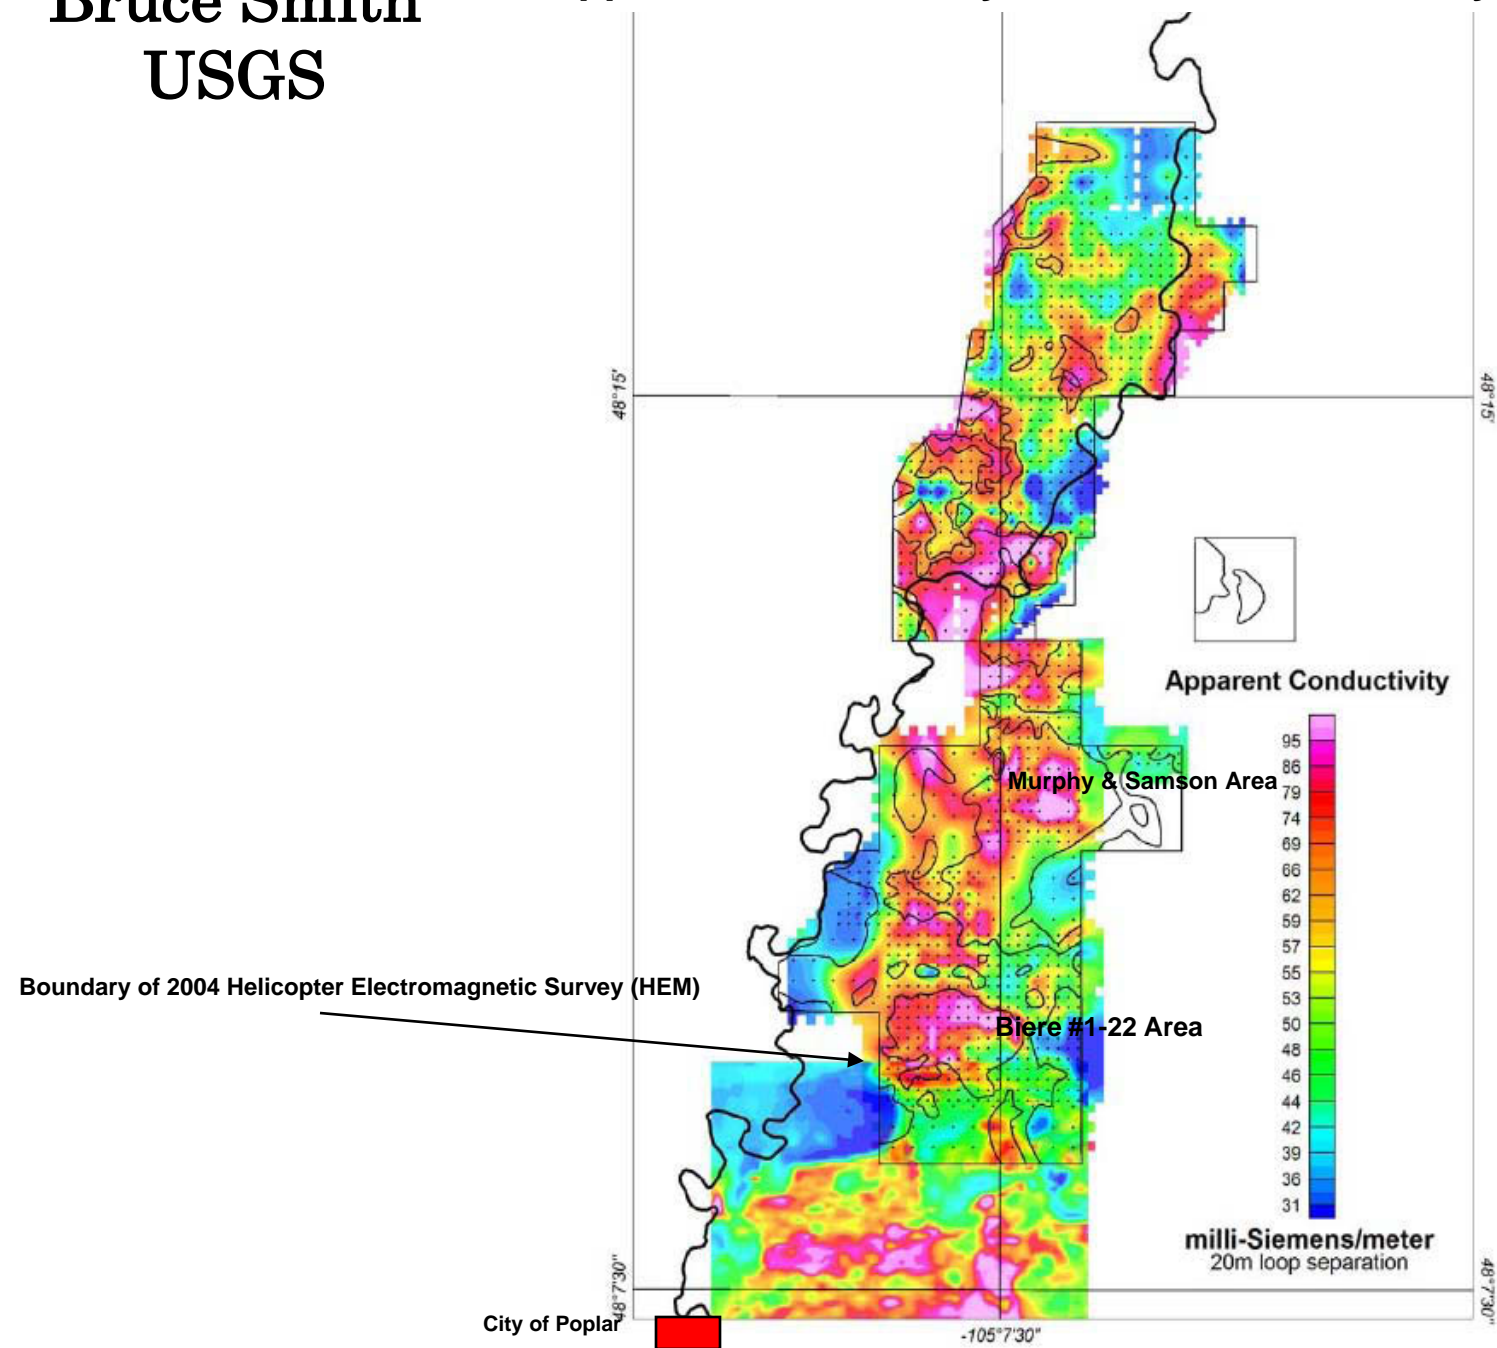 Bruce Smith
USGS
48°15'
48°15'
Apparent Conductivity
95
86
79
74
69
66
62
59
57
55
53
50
48
46
44
42
39
36
31
milli-Siemens/meter
20m loop separation
Murphy & Samson Area
Boundary of 2004 Helicopter Electromagnetic Survey (HEM)
Biere #1-22 Area
48°7'30"
48°7'30"
City of Poplar
-105°7'30"